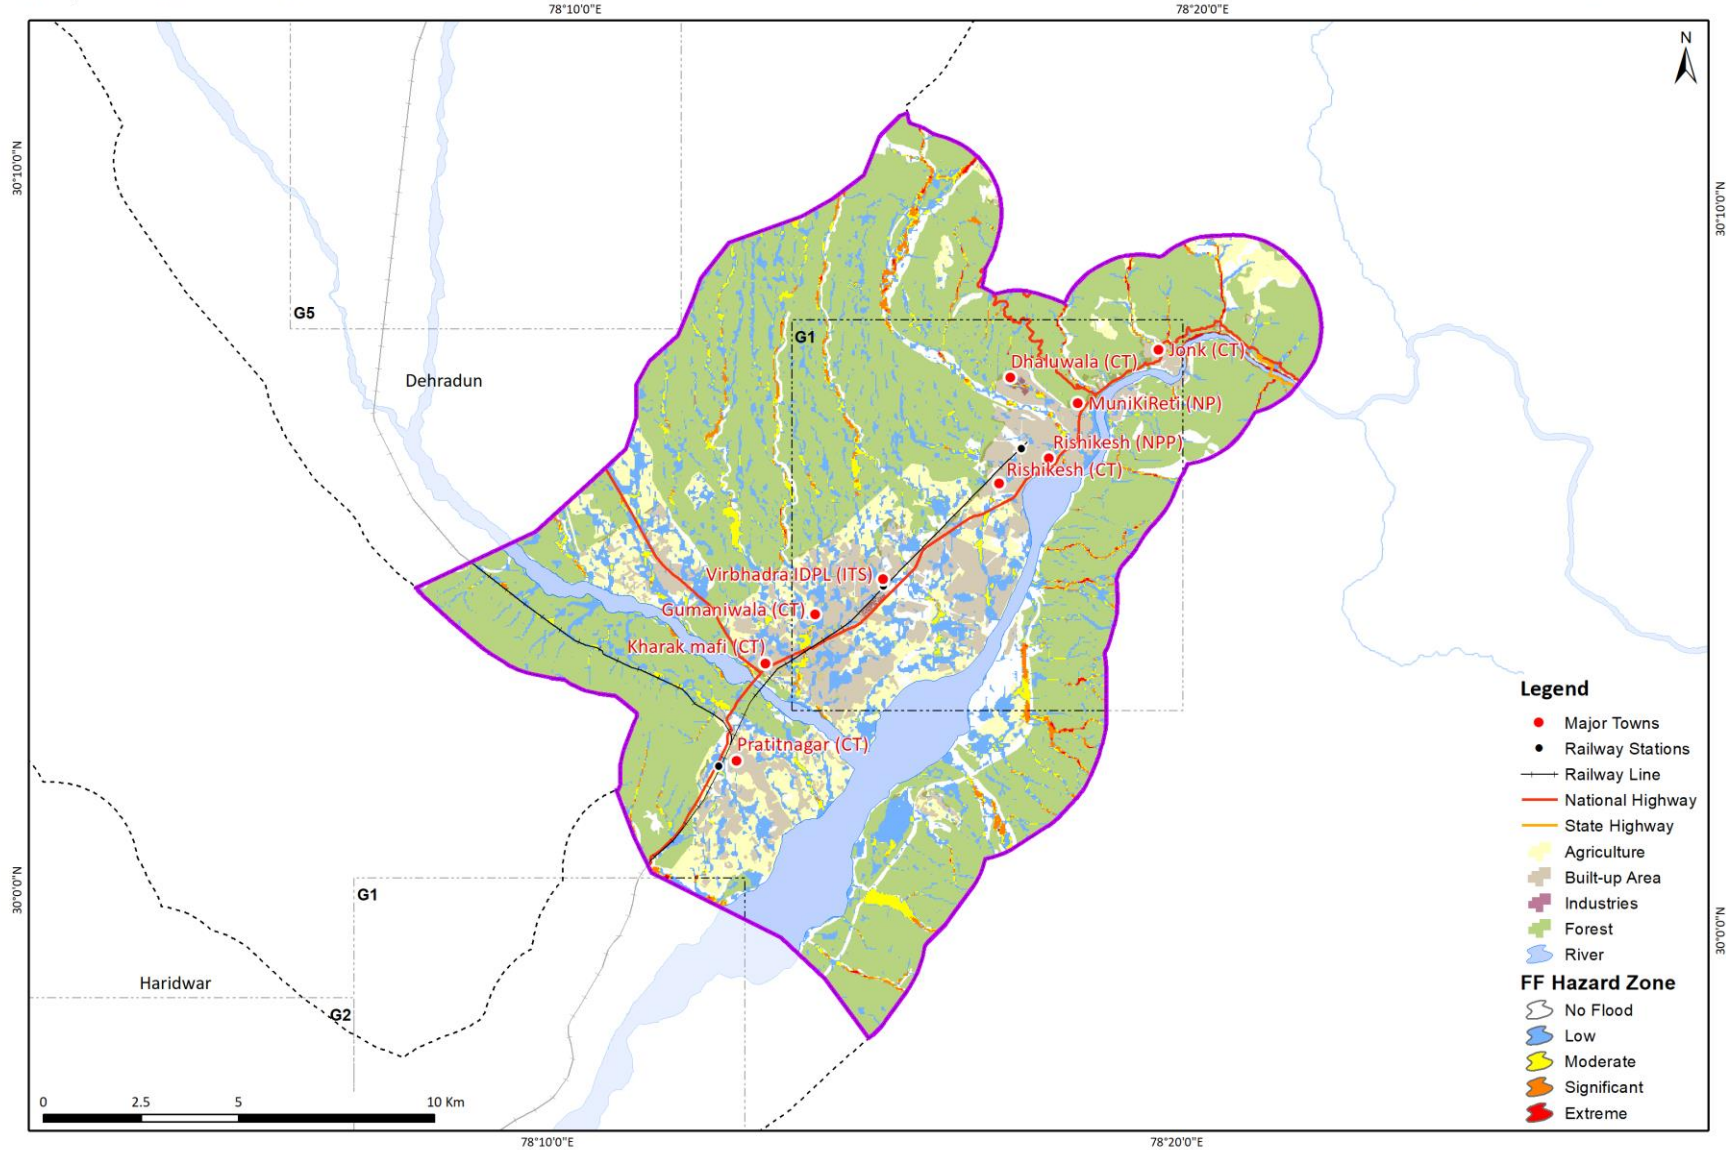 78°10'0"E
78°20'0"E
N
30°10'0"N
30°10'0"N
G5
G1
Dehradun
Jonk (CT)
Dhaluwala (CT)
MuniKiReti (NP)
Rishikesh (NPP)
Rishikesh (CT)
Virbhadra IDPL (ITS)
Gumaniwala (CT)
Kharak mafi (CT)
Pratitnagar (CT)
30°0'0"N
30°0'0"N
G1
Haridwar
G2
Legend
Major Towns
Railway Stations
Railway Line
National Highway
State Highway
Agriculture
Built-up Area
Industries
Forest
River
FF Hazard Zone
No Flood
Low
Moderate
Significant
Extreme
0 2.5 5 10 Km
78°10'0"E
78°20'0"E